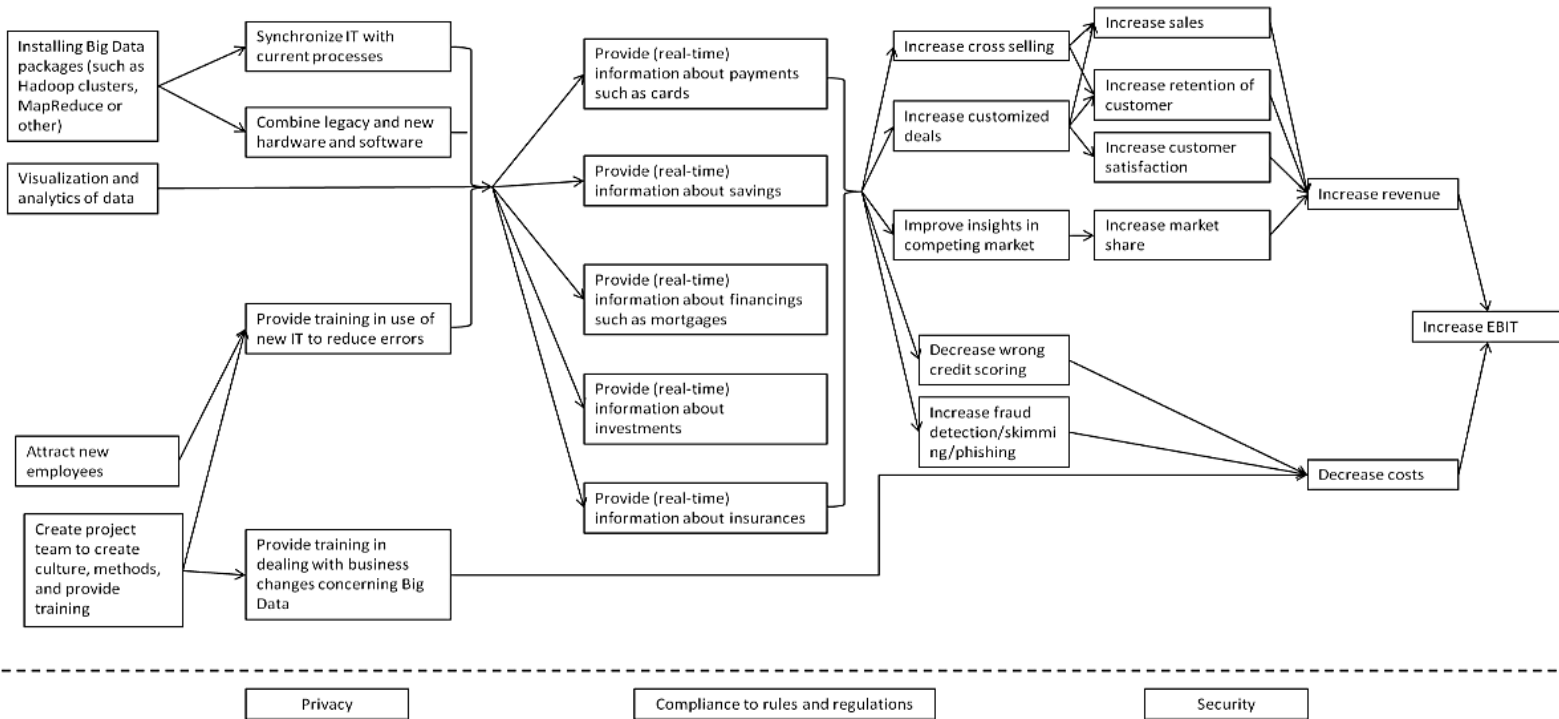 Installing Big Data
packages (such as
Hadoop clusters,
MapReduce or
other)
Visualization and
analytics of data
Attract new
employees
Create project
team to create
culture, methods,
and provide
training
Synchronize IT with
current processes
Combine legacy and new
hardware and software
Provide training in use of
new IT to reduce errors
Provide training in
dealing with business
changes concerning Big
Data
Provide (real-time)
information about payments
such as cards
Provide (real-time)
information about savings
Provide (real-time)
information about financings
such as mortgages
Provide (real-time)
information about
investments
Provide (real-time)
information about insurances
Increase cross selling
Increase customized
deals
Improve insights in
competing market
Decrease wrong
credit scoring
Increase fraud
detection/skimmi
ng/phishing
Increase sales
Increase retention of
customer
Increase customer
satisfaction
Increase market
share
Increase revenue
Decrease costs
Increase EBIT
Privacy
Compliance to rules and regulations
Security